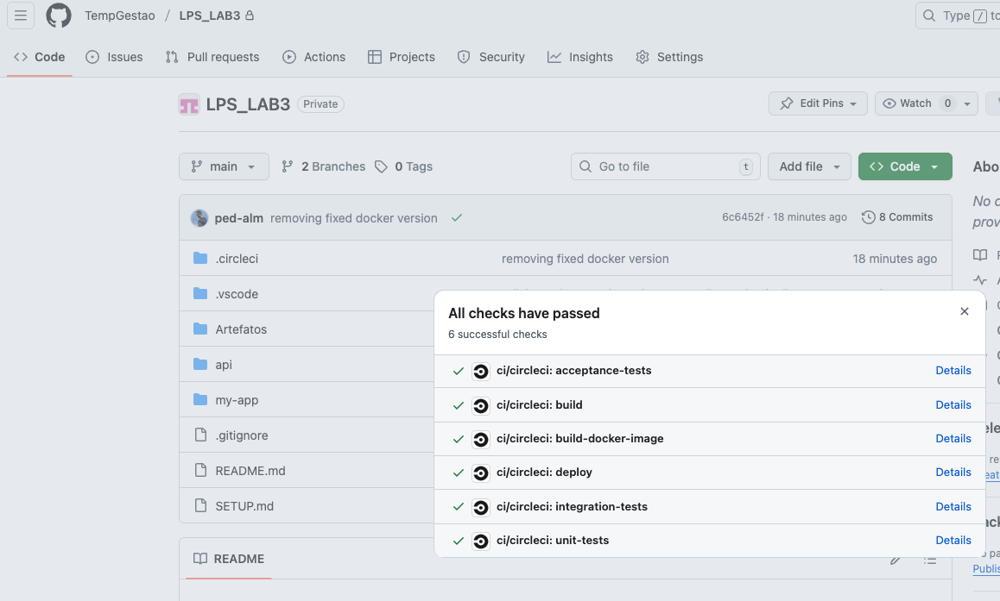 TempGestao / LPS_LAB3
Type / to
Code Issues Pull requests Actions Projects Security Insights Settings
LPS_LAB3 Private
Edit Pins Watch 0
main 2 Branches 0 Tags
Go to file t
Add file
Code
Abo
ped-alm removing fixed docker version
6c6452f · 18 minutes ago 8 Commits
No
prov
.circleci removing fixed docker version 18 minutes ago
.vscode
Artefatos
api
my-app
.gitignore
README.md
SETUP.md
All checks have passed
6 successful checks
ci/circleci: acceptance-tests Details
ci/circleci: build Details
ci/circleci: build-docker-image Details
ci/circleci: deploy Details
ci/circleci: integration-tests Details
ci/circleci: unit-tests Details
README
Publis